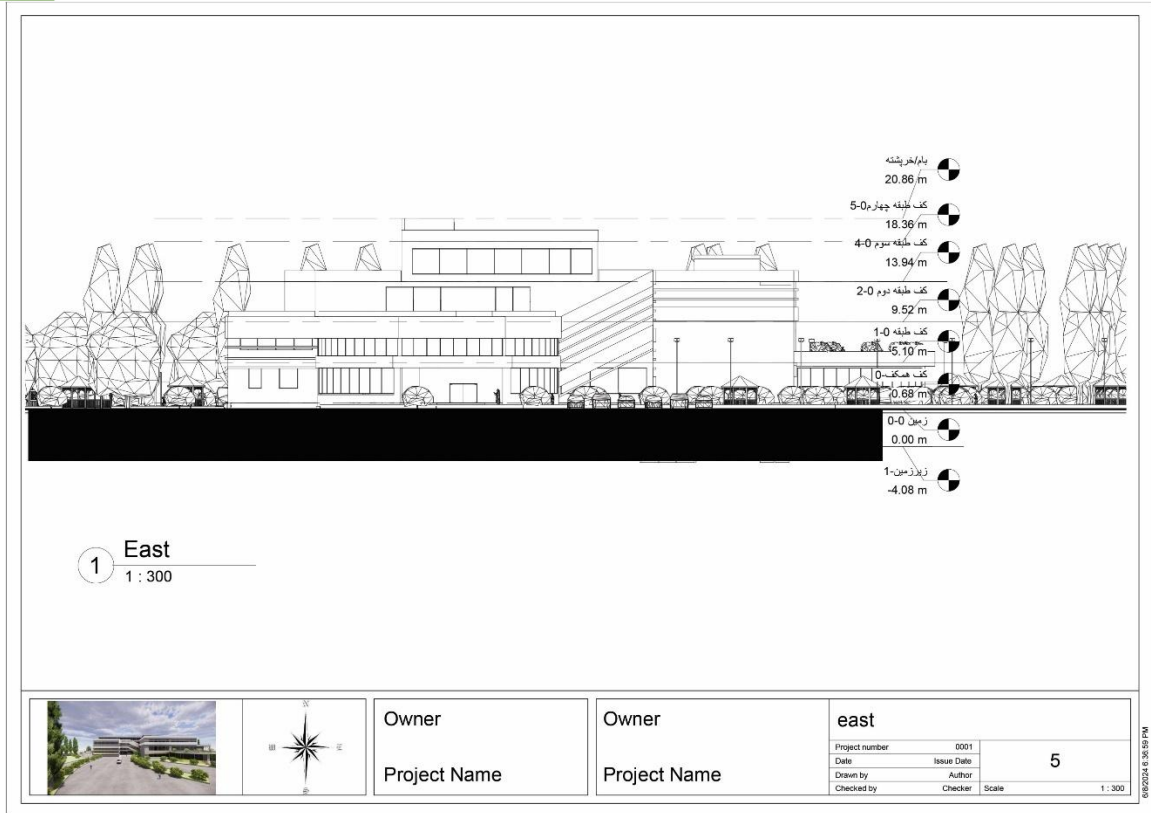 بام/خرپشته
20.86 m
کف طبقه چهارم0-5
18.36 m
کف طبقه سوم 0-4
13.94 m
کف طبقه دوم 0-2
9.52 m
کف طبقه 0-1
5.10 m
کف همکف-0
0.68 m
زمین 0-0
0.00 m
زیرزمین-1
-4.08 m
1
East
1 : 300
Owner
Project Name
Owner
Project Name
east
Project number 0001
Date Issue Date
Drawn by Author
Checked by Checker
5
Scale 1 : 300
6/8/2024 6:36:59 PM